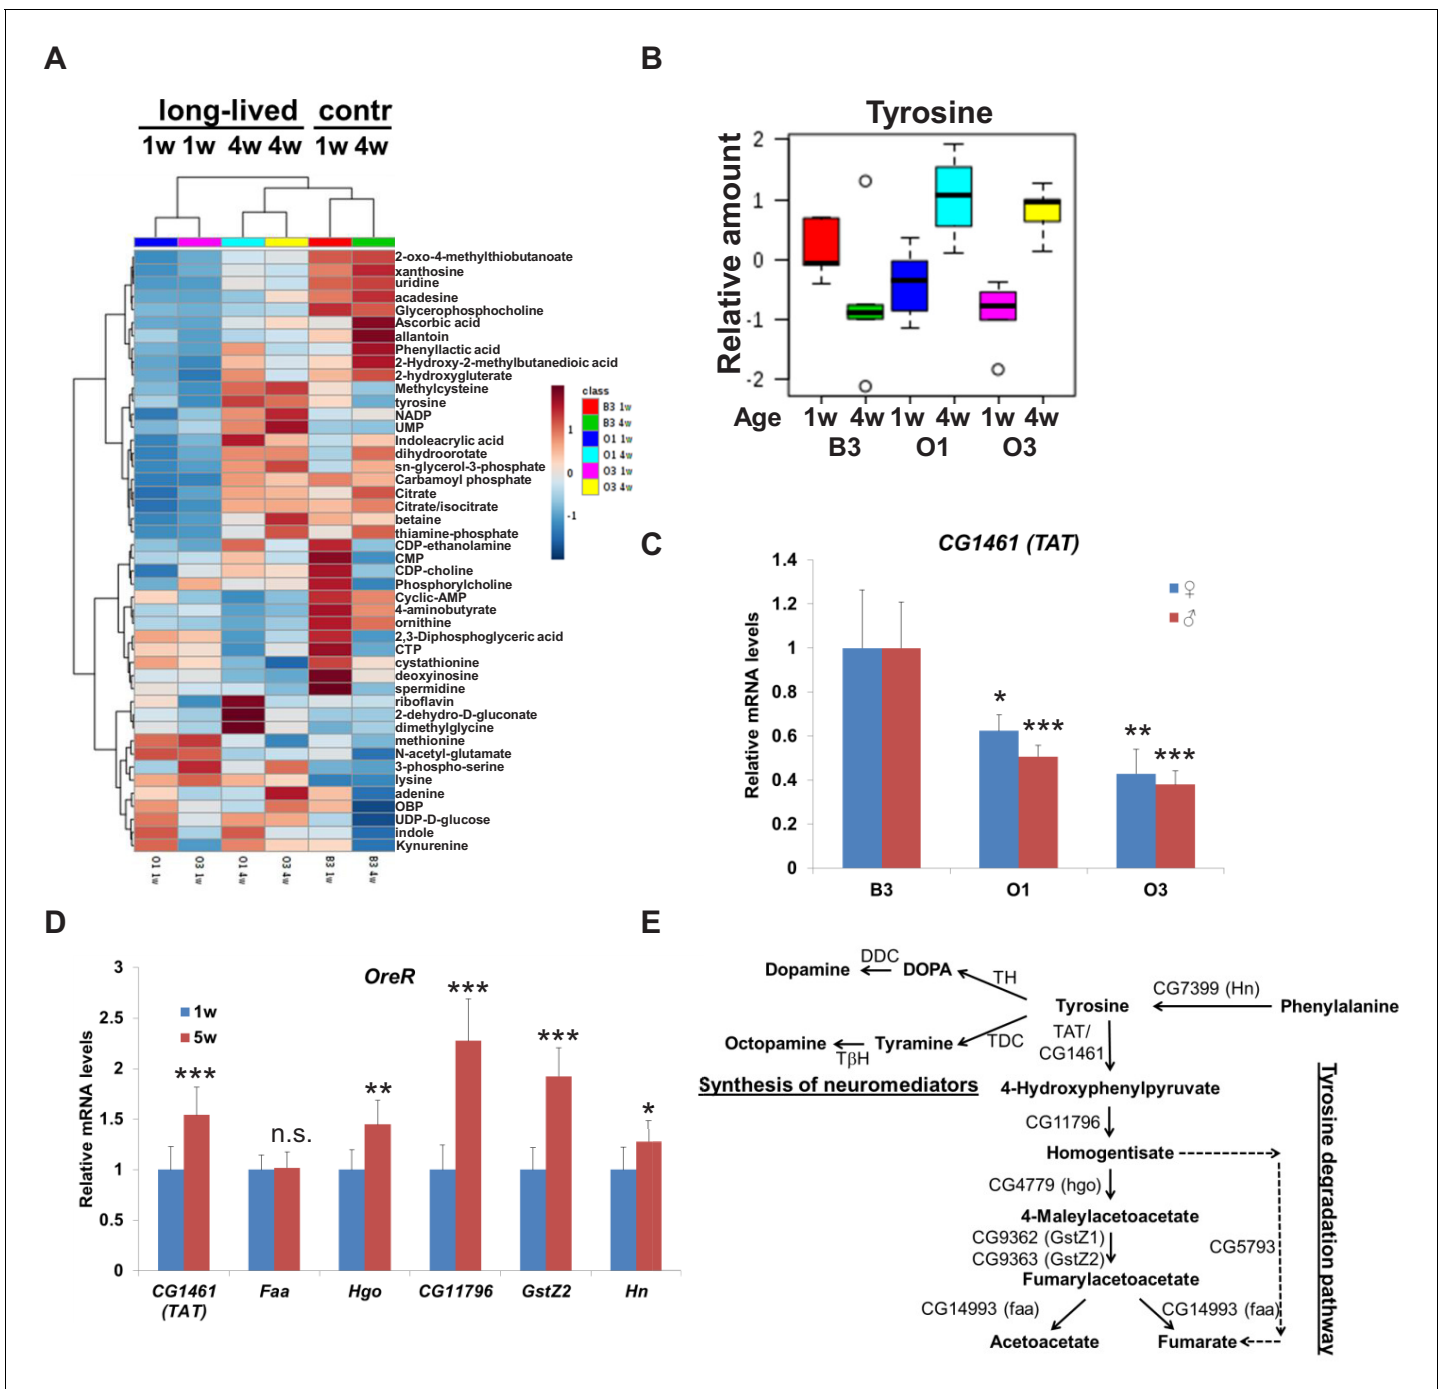 A
long-lived contr
1w 1w 4w 4w 1w 4w
2-oxo-4-methylthiobutanoate
xanthosine
uridine
acadesine
Glycerophosphocholine
Ascorbic acid
allantoin
Phenyllactic acid
2-Hydroxy-2-methylbutanedioic acid
2-hydroxygluterate
Methylcysteine
tyrosine
NADP
UMP
Indoleacrylic acid
dihydroorotate
sn-glycerol-3-phosphate
Carbamoyl phosphate
Citrate
Citrate/isocitrate
betaine
thiamine-phosphate
CDP-ethanolamine
CMP
CDP-choline
Phosphorylcholine
Cyclic-AMP
4-aminobutyrate
ornithine
2,3-Diphosphoglyceric acid
CTP
cystathionine
deoxyinosine
spermidine
riboflavin
2-dehydro-D-gluconate
dimethylglycine
methionine
N-acetyl-glutamate
3-phospho-serine
lysine
adenine
OBP
UDP-D-glucose
indole
Kynurenine
O1 1w
O3 1w
O1 4w
O3 4w
B3 1w
B3 4w
1
0
-1
class
B3 1w
B3 4w
O1 1w
O1 4w
O3 1w
O3 4w
B
Tyrosine
Relative amount
2
1
0
-1
-2
Age 1w 4w 1w 4w 1w 4w
B3 O1 O3
C
CG1461 (TAT)
Relative mRNA levels
1.4
1.2
1
0.8
0.6
0.4
0.2
0
♀
♂
*
***
**
***
B3 O1 O3
D
OreR
Relative mRNA levels
3
2.5
2
1.5
1
0.5
0
1w
5w
***
n.s.
**
***
***
*
CG1461 Faa Hgo CG11796 GstZ2 Hn
(TAT)
E
Dopamine DDC DOPA TH
Tyrosine CG7399 (Hn) Phenylalanine
Octopamine TβH Tyramine TDC
TAT/
CG1461
Synthesis of neuromediators
4-Hydroxyphenylpyruvate
CG11796
Homogentisate
CG4779 (hgo)
4-Maleylacetoacetate
CG9362 (GstZ1)
CG9363 (GstZ2)
CG5793
Fumarylacetoacetate
CG14993 (faa) CG14993 (faa)
Acetoacetate Fumarate
Tyrosine degradation pathway